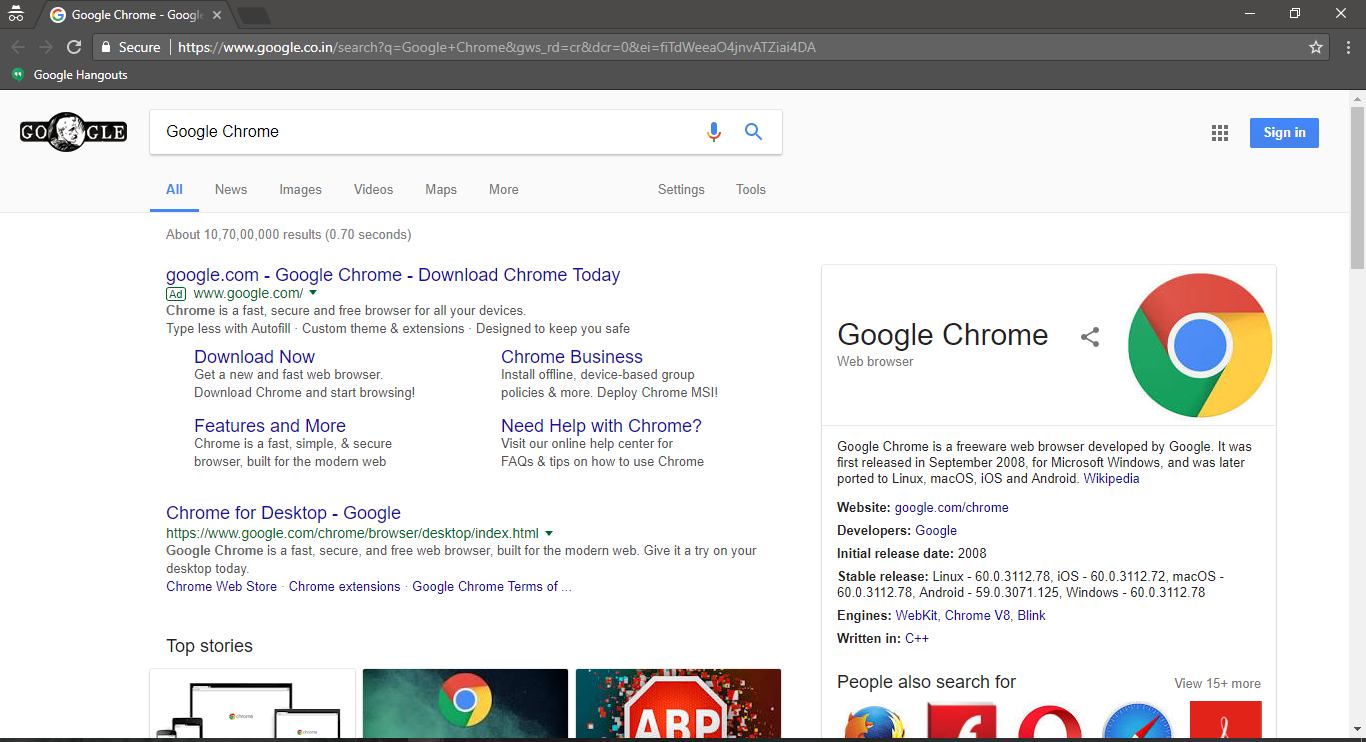 Google Chrome - Googl
Secure https://www.google.co.in/search?q=Google+Chrome&gws_rd=cr&dcr=0&ei=fiTdWeeaO4jnvATZiai4DA
Google Hangouts
GO GLE
Google Chrome
Sign in
All News Images Videos Maps More Settings Tools
About 10,70,00,000 results (0.70 seconds)
google.com - Google Chrome - Download Chrome Today
Ad www.google.com/
Chrome is a fast, secure and free browser for all your devices.
Type less with Autofill · Custom theme & extensions · Designed to keep you safe
Download Now
Get a new and fast web browser.
Download Chrome and start browsing!
Chrome Business
Install offline, device-based group
policies & more. Deploy Chrome MSI!
Features and More
Chrome is a fast, simple, & secure
browser, built for the modern web
Need Help with Chrome?
Visit our online help center for
FAQs & tips on how to use Chrome
Chrome for Desktop - Google
https://www.google.com/chrome/browser/desktop/index.html
Google Chrome is a fast, secure, and free web browser, built for the modern web. Give it a try on your
desktop today.
Chrome Web Store · Chrome extensions · Google Chrome Terms of ...
Top stories
chrome
chrome
ABP
Google Chrome
Web browser
Google Chrome is a freeware web browser developed by Google. It was
first released in September 2008, for Microsoft Windows, and was later
ported to Linux, macOS, iOS and Android. Wikipedia
Website: google.com/chrome
Developers: Google
Initial release date: 2008
Stable release: Linux - 60.0.3112.78, iOS - 60.0.3112.72, macOS -
60.0.3112.78, Android - 59.0.3071.125, Windows - 60.0.3112.78
Engines: WebKit, Chrome V8, Blink
Written in: C++
People also search for
View 15+ more